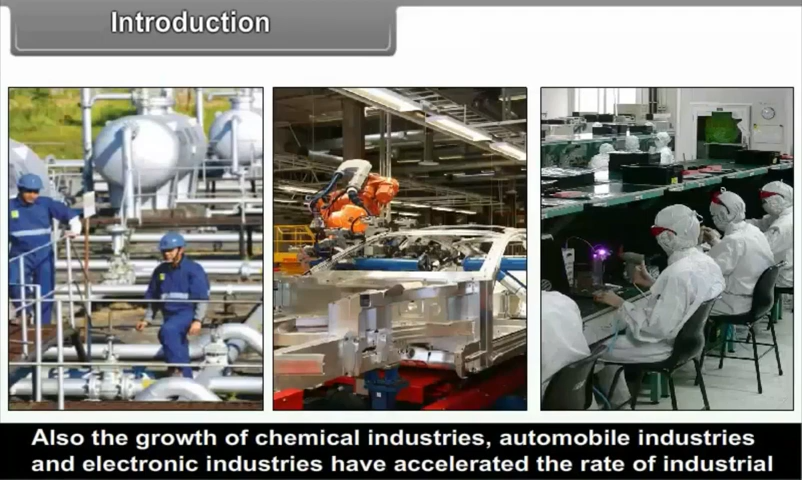 Introduction
Also the growth of chemical industries, automobile industries
and electronic industries have accelerated the rate of industrial